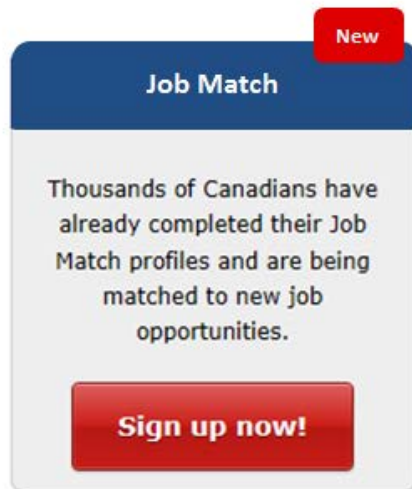 New
Job Match
Thousands of Canadians have
already completed their Job
Match profiles and are being
matched to new job
opportunities.
Sign up now!